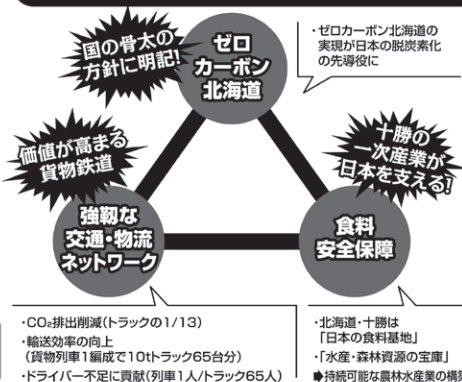 国の骨太の
方針に明記!
ゼロ
カーボン
北海道
・ゼロカーボン北海道の
実現が日本の脱炭素化
の先導役に
価値が高まる
貨物鉄道
十勝の
一次産業が
日本を支える!
強靱な
交通・物流
ネットワーク
食料
安全保障
・CO₂排出削減(トラックの1/13)
・輸送効率の向上
(貨物列車1編成で10tトラック65台分)
・ドライバー不足に貢献(列車1人/トラック65人)
・北海道・十勝は
「日本の食料基地」
・「水産・森林資源の宝庫」
➡持続可能な農林水産業の構築